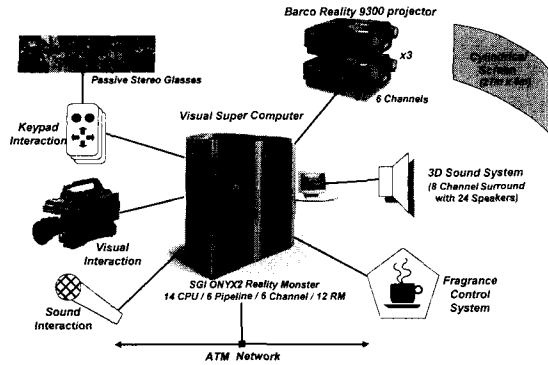 Barco Reality 9300 projector
x3
6 Channels
Cylindrical
Screen
Passive Stereo Glasses
Visual Super Computer
Keypad
Interaction
3D Sound System
(8 Channel Surround
with 24 Speakers)
Visual
Interaction
Sound
Interaction
SGI ONYX2 Reality Monster
14 CPU / 6 Pipeline / 6 Channel / 12 RM
Fragrance
Control
System
ATM Network